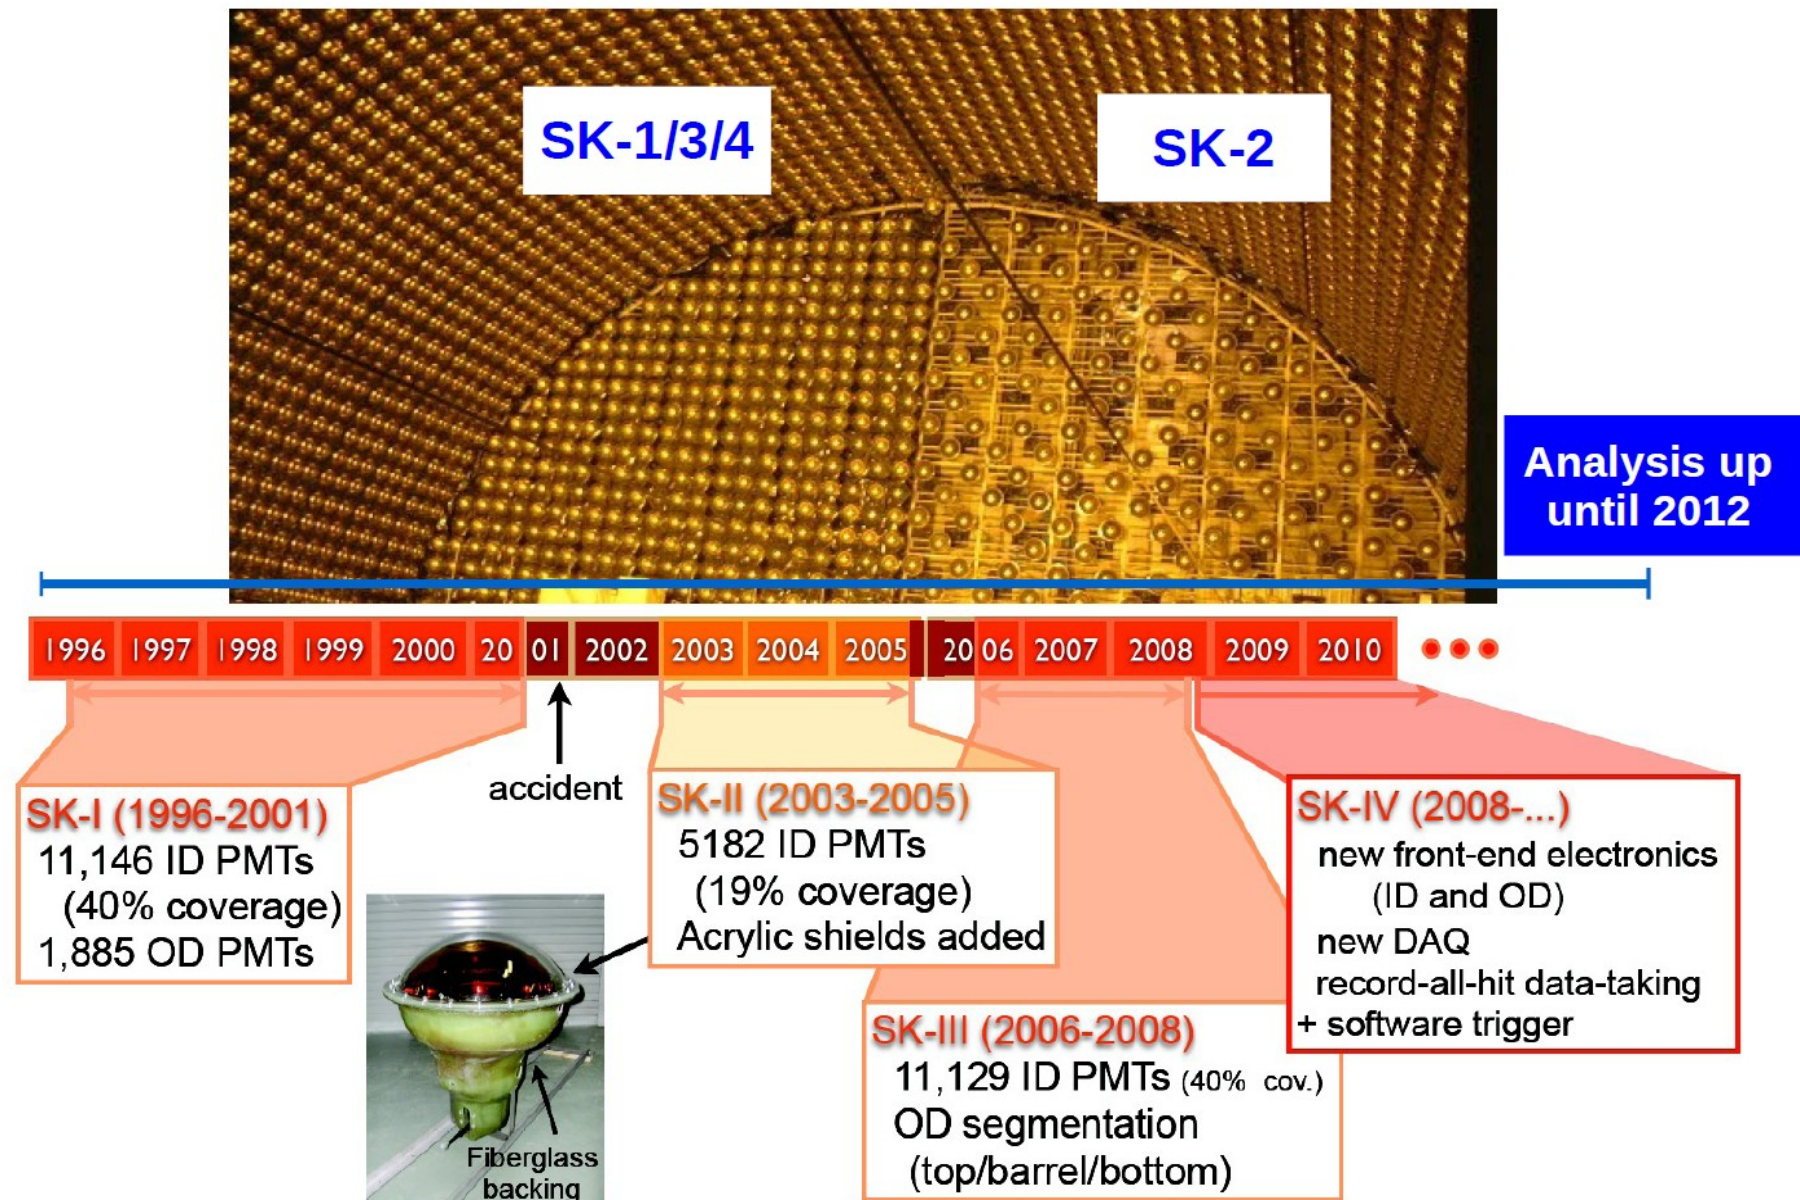 SK-1/3/4
SK-2
Analysis up
until 2012
1996 1997 1998 1999 2000 20 01 2002 2003 2004 2005 20 06 2007 2008 2009 2010
accident
SK-I (1996-2001)
11,146 ID PMTs
(40% coverage)
1,885 OD PMTs
SK-II (2003-2005)
5182 ID PMTs
(19% coverage)
Acrylic shields added
Fiberglass
backing
SK-III (2006-2008)
11,129 ID PMTs (40% cov.)
OD segmentation
(top/barrel/bottom)
SK-IV (2008-...)
new front-end electronics
(ID and OD)
new DAQ
record-all-hit data-taking
+ software trigger